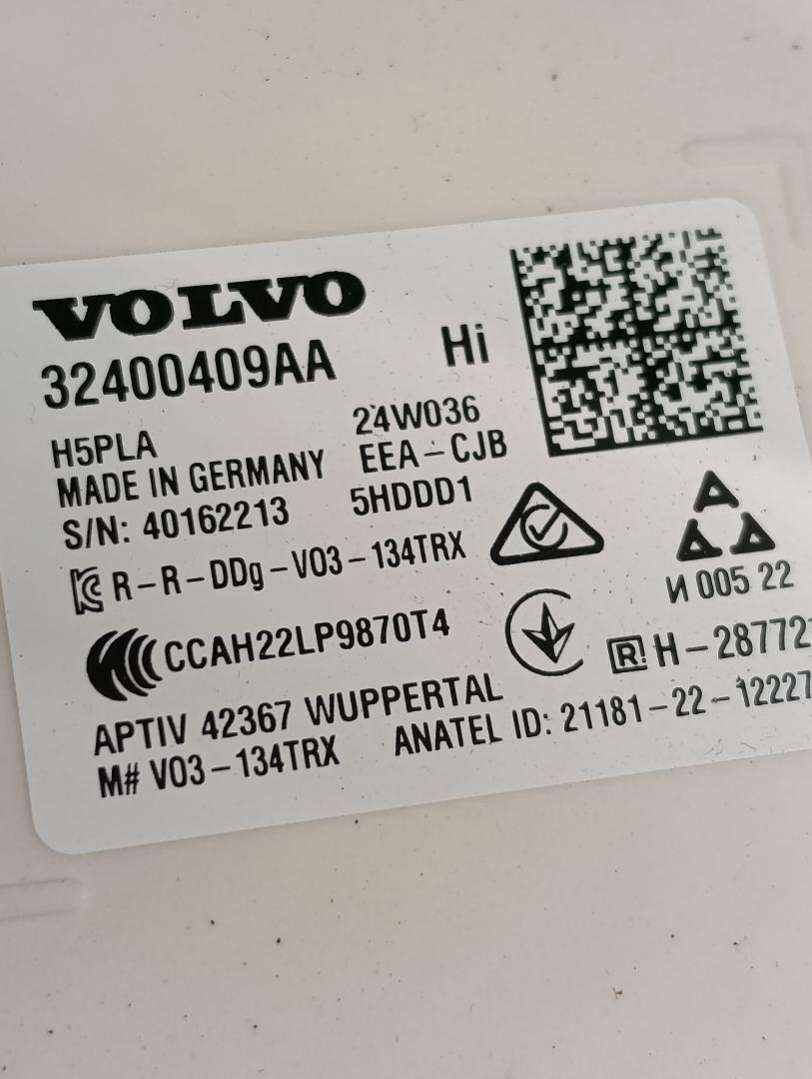 VOLVO
32400409AA Hi
H5PLA 24W036
MADE IN GERMANY EEA-CJB
S/N: 40162213 5HDDD1
R-R-DDg-V03-134TRX
A
A A
И 005 22
CCAH22LP9870T4
R! H-28772
APTIV 42367 WUPPERTAL
M# V03-134TRX ANATEL ID: 21181-22-12227